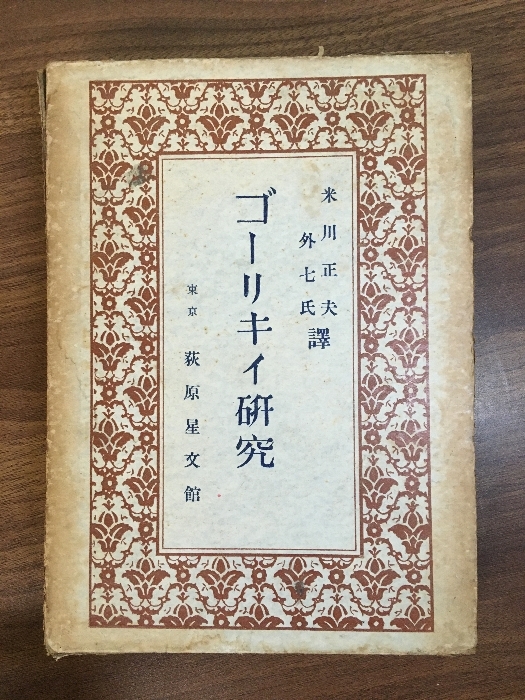 米川正夫
外七氏譯
ゴーリキイ研究
東京 荻原星文館